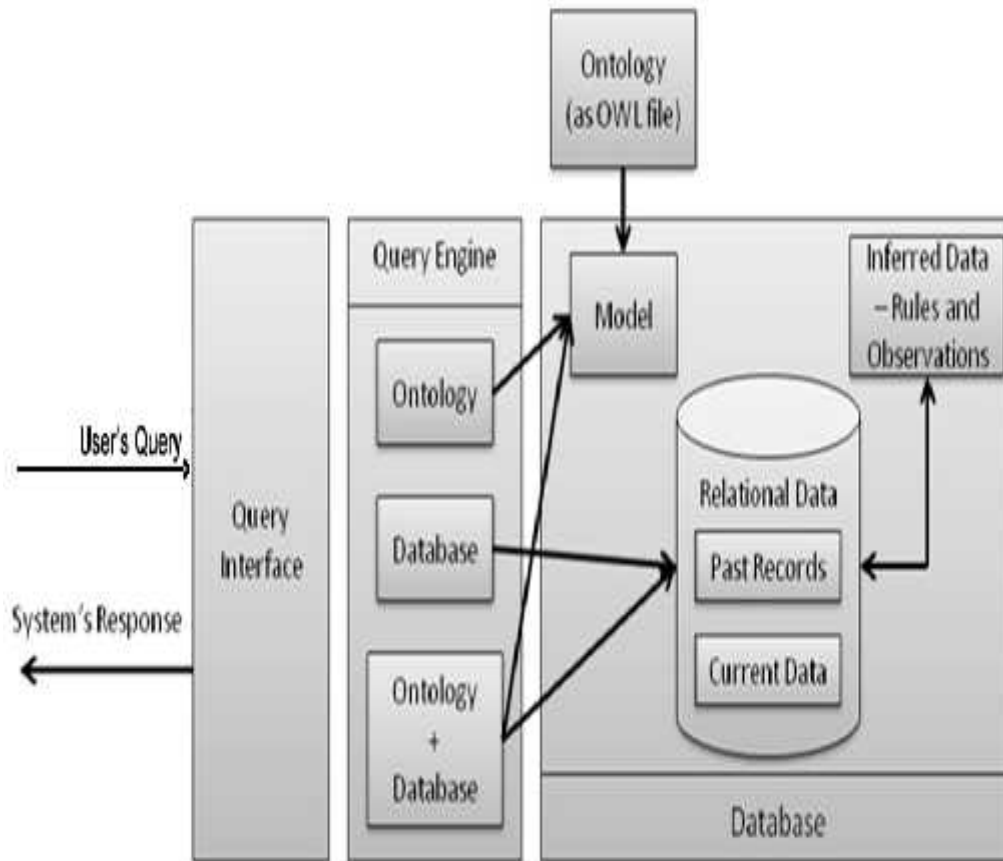 Ontology
(as OWL file)
Query Engine
Model
Inferred Data
– Rules and
Observations
Ontology
User's Query
Query
Interface
Database
Relational Data
Past Records
System's Response
Current Data
Ontology
+
Database
Database